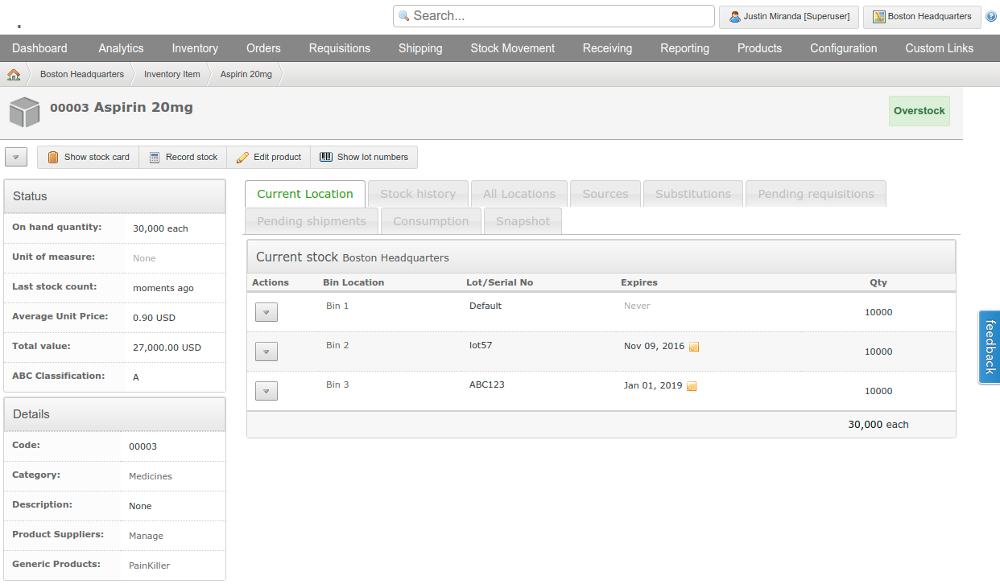 Search...
Justin Miranda [Superuser]
Boston Headquarters
Dashboard Analytics Inventory Orders Requisitions Shipping Stock Movement Receiving Reporting Products Configuration Custom Links
Boston Headquarters Inventory Item Aspirin 20mg
00003 Aspirin 20mg
Overstock
Show stock card Record stock Edit product Show lot numbers
Status
On hand quantity: 30,000 each
Unit of measure: None
Last stock count: moments ago
Average Unit Price: 0.90 USD
Total value: 27,000.00 USD
ABC Classification: A
Details
Code: 00003
Category: Medicines
Description: None
Product Suppliers: Manage
Generic Products: PainKiller
Current Location Stock history All Locations Sources Substitutions Pending requisitions
Pending shipments Consumption Snapshot
Current stock Boston Headquarters
Actions Bin Location Lot/Serial No Expires Qty
Bin 1 Default Never 10000
Bin 2 lot57 Nov 09, 2016 10000
Bin 3 ABC123 Jan 01, 2019 10000
30,000 each
feedback